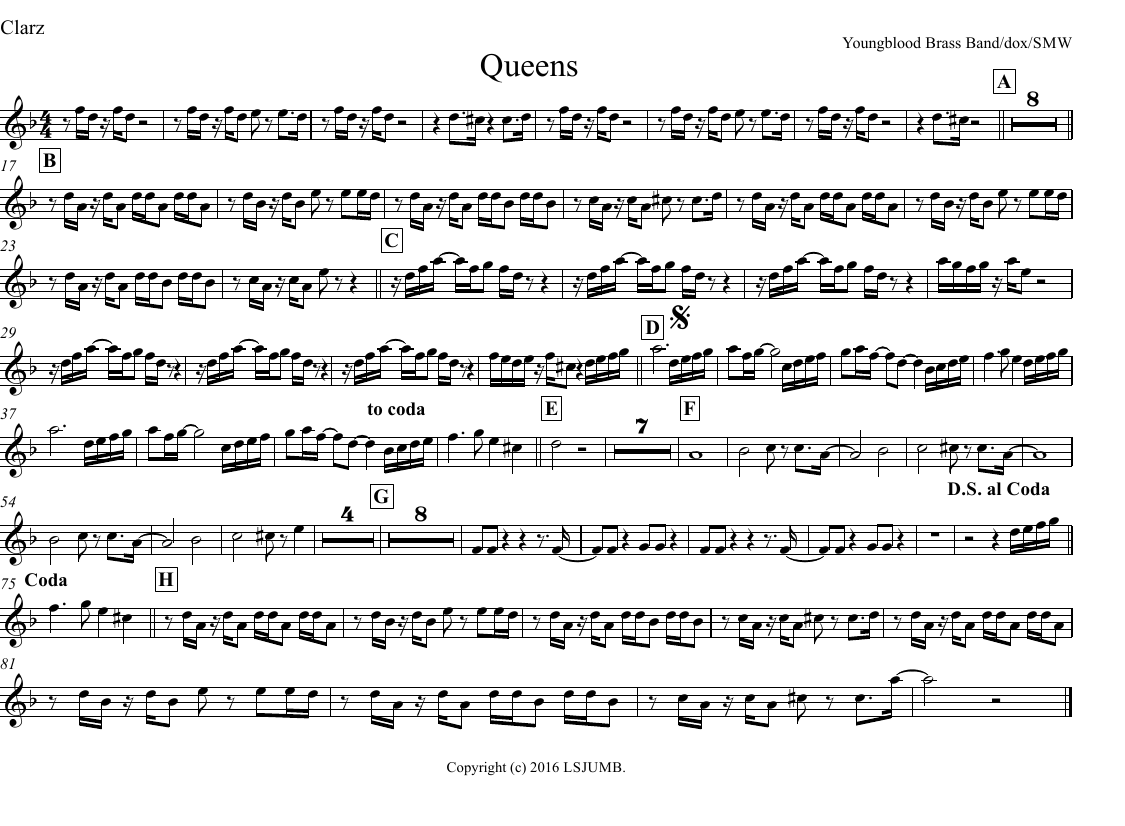 Clarz
Youngblood Brass Band/dox/SMW
Queens
A
8
17
B
23
C
29
D
37
to coda
E
7
F
D.S. al Coda
54
4
G
8
75
Coda
H
81
Copyright (c) 2016 LSJUMB.